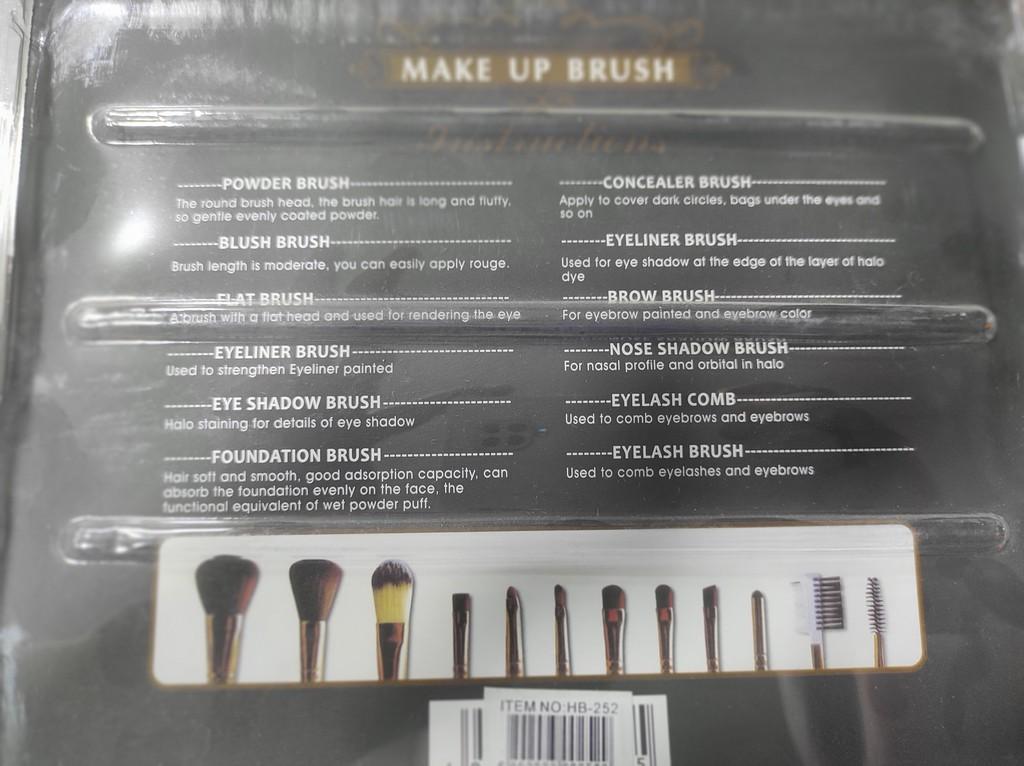 MAKE UP BRUSH
Instructions
--------POWDER BRUSH-----------------------------
The round brush head, the brush hair is long and fluffy,
so gentle evenly coated powder.
--------BLUSH BRUSH--------------------------------
Brush length is moderate, you can easily apply rouge.
--------FLAT BRUSH----------------------------------
A brush with a flat head and used for rendering the eye
---------EYELINER BRUSH----------------------------
Used to strengthen Eyeliner painted
---------EYE SHADOW BRUSH-----------------------
Halo staining for details of eye shadow
---------FOUNDATION BRUSH-----------------------
Hair soft and smooth, good adsorption capacity, can
absorb the foundation evenly on the face, the
functional equivalent of wet powder puff.
--------CONCEALER BRUSH-----------------------
Apply to cover dark circles, bags under the eyes and
so on
--------EYELINER BRUSH----------------------------
Used for eye shadow at the edge of the layer of halo
dye
--------BROW BRUSH---------------------------------
For eyebrow painted and eyebrow color
--------NOSE SHADOW BRUSH--------------------
For nasal profile and orbital in halo
--------EYELASH COMB------------------------------
Used to comb eyebrows and eyebrows
--------EYELASH BRUSH-----------------------------
Used to comb eyelashes and eyebrows
ITEM NO:HB-252